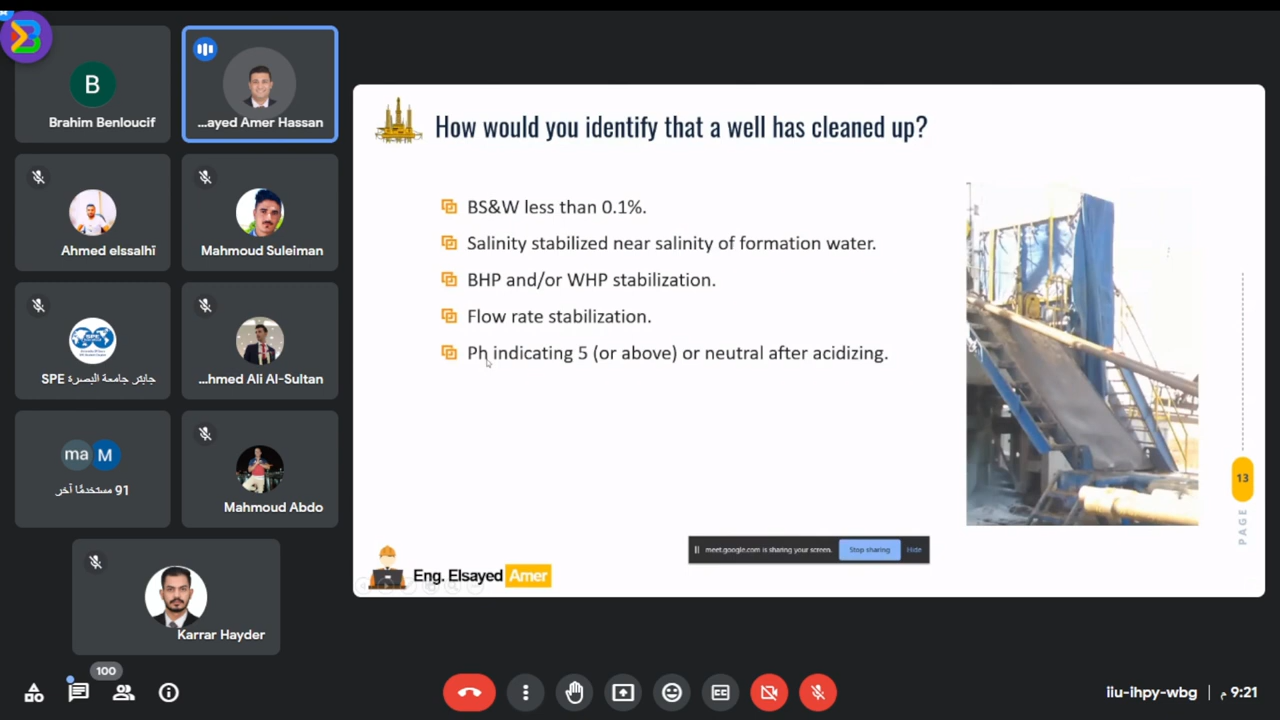 B
Brahim Benloucif
...ayed Amer Hassan
Ahmed elssalhi
Mahmoud Suleiman
SPE جابتر جامعة البصرة
...hmed Ali Al-Sultan
ma M
91 مستخدمًا آخر
Mahmoud Abdo
Karrar Hayder
How would you identify that a well has cleaned up?
BS&W less than 0.1%.
Salinity stabilized near salinity of formation water.
BHP and/or WHP stabilization.
Flow rate stabilization.
Ph indicating 5 (or above) or neutral after acidizing.
13
PAGE
meet.google.com is sharing your screen.
Stop sharing
Hide
Eng. Elsayed Amer
100
CC
iiu-ihpy-wbg
9:21 م